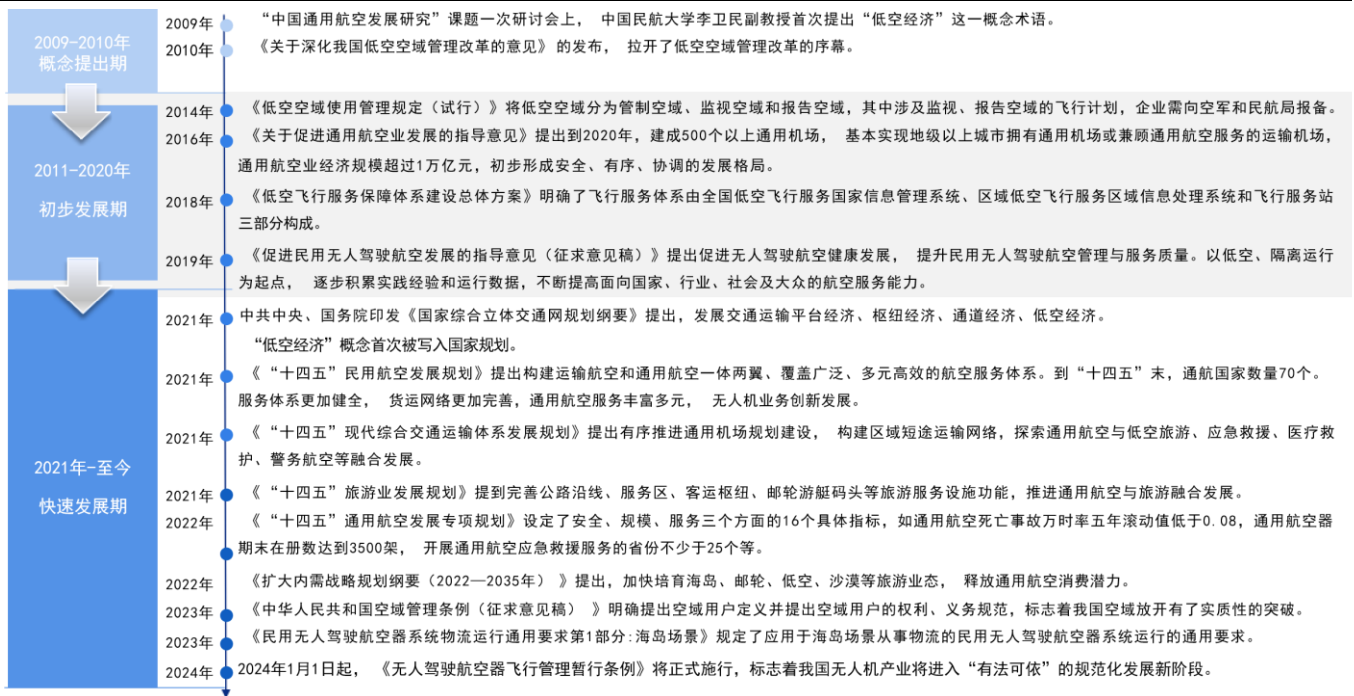 2009-2010年
概念提出期
2009年
“中国通用航空发展研究”课题一次研讨会上， 中国民航大学李卫民副教授首次提出“低空经济”这一概念术语。
2010年
《关于深化我国低空空域管理改革的意见》的发布， 拉开了低空空域管理改革的序幕。
2011-2020年
初步发展期
2014年
《低空空域使用管理规定（试行）》将低空空域分为管制空域、监视空域和报告空域，其中涉及监视、报告空域的飞行计划，企业需向空军和民航局报备。
2016年
《关于促进通用航空业发展的指导意见》提出到2020年，建成500个以上通用机场， 基本实现地级以上城市拥有通用机场或兼顾通用航空服务的运输机场，
通用航空业经济规模超过1万亿元，初步形成安全、有序、协调的发展格局。
2018年
《低空飞行服务保障体系建设总体方案》明确了飞行服务体系由全国低空飞行服务国家信息管理系统、区域低空飞行服务区域信息处理系统和飞行服务站
三部分构成。
2019年
《促进民用无人驾驶航空发展的指导意见（征求意见稿）》提出促进无人驾驶航空健康发展， 提升民用无人驾驶航空管理与服务质量。以低空、隔离运行
为起点， 逐步积累实践经验和运行数据，不断提高面向国家、行业、社会及大众的航空服务能力。
2021年-至今
快速发展期
2021年
中共中央、国务院印发《国家综合立体交通网规划纲要》提出，发展交通运输平台经济、枢纽经济、通道经济、低空经济。
“低空经济”概念首次被写入国家规划。
2021年
《“十四五”民用航空发展规划》提出构建运输航空和通用航空一体两翼、覆盖广泛、多元高效的航空服务体系。到“十四五”末，通航国家数量70个。
服务体系更加健全， 货运网络更加完善，通用航空服务丰富多元， 无人机业务创新发展。
2021年
《“十四五”现代综合交通运输体系发展规划》提出有序推进通用机场规划建设， 构建区域短途运输网络，探索通用航空与低空旅游、应急救援、医疗救
护、警务航空等融合发展。
2021年
《“十四五”旅游业发展规划》提到完善公路沿线、服务区、客运枢纽、邮轮游艇码头等旅游服务设施功能，推进通用航空与旅游融合发展。
2022年
《“十四五”通用航空发展专项规划》设定了安全、规模、服务三个方面的16个具体指标，如通用航空死亡事故万时率五年滚动值低于0.08，通用航空器
期末在册数达到3500架， 开展通用航空应急救援服务的省份不少于25个等。
2022年
《扩大内需战略规划纲要（2022—2035年） 》提出，加快培育海岛、邮轮、低空、沙漠等旅游业态， 释放通用航空消费潜力。
2023年
《中华人民共和国空域管理条例（征求意见稿） 》明确提出空域用户定义并提出空域用户的权利、义务规范，标志着我国空域放开有了实质性的突破。
2023年
《民用无人驾驶航空器系统物流运行通用要求第1部分:海岛场景》规定了应用于海岛场景从事物流的民用无人驾驶航空器系统运行的通用要求。
2024年
2024年1月1日起， 《无人驾驶航空器飞行管理暂行条例》将正式施行，标志着我国无人机产业将进入“有法可依”的规范化发展新阶段。